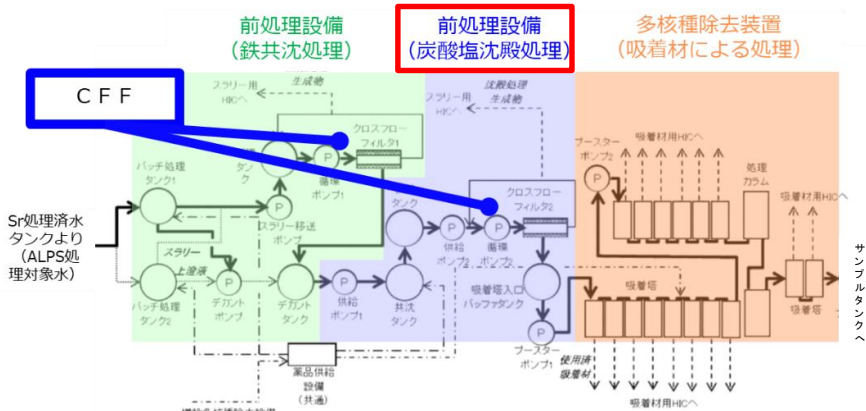 前処理設備
（鉄共沈処理）
前処理設備
（炭酸塩沈殿処理）
多核種除去装置
（吸着材による処理）
ＣＦＦ
スラリー用
HICへ
生成物
クロスフロー
フィルタ1
P
循環
ポンプ1
タン
ク
バッチ処理
タンク1
スラリー移送
ポンプ
P
Sr処理済水
タンクより
（ALPS処
理対象水）
スラリー
上澄液
バッチ処理
タンク2
P
デカント
ポンプ
デカント
タンク
P
供給
ポンプ1
共沈
タンク
スラリー用
HICへ
沈殿処理
生成物
タンク
P
供給
ポンプ2
P
循環
ポンプ2
クロスフロー
フィルタ2
吸着塔入口
バッファタンク
P
ブースター
ポンプ1
ブースター
ポンプ2
P
吸着材用HICへ
処理
カラム
吸着塔
吸着材用HICへ
吸着塔
サンプルタンクへ
使用済
吸着材
吸着材用HICへ
薬品供給
設備
（共通）